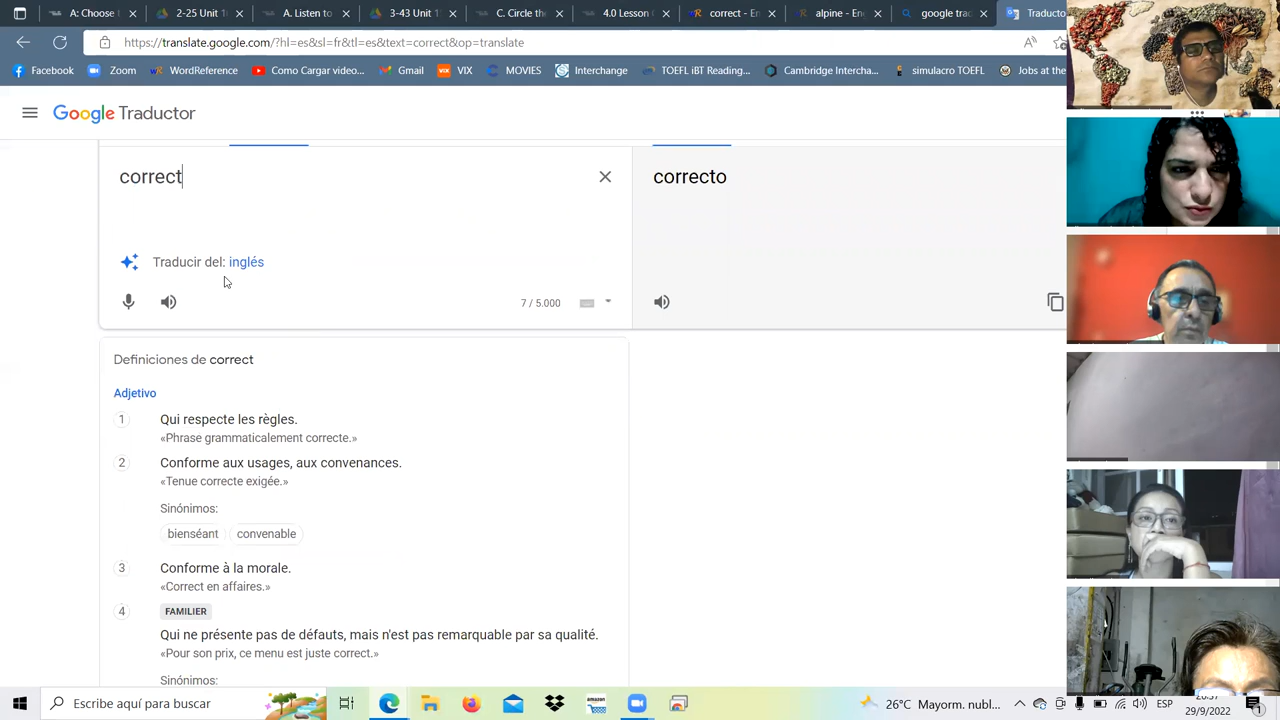 A: Choose t
2-25 Unit 1
A. Listen to
3-43 Unit 1
C. Circle th
4.0 Lesson
correct - En
alpine - Eng
google trad
Traductor
https://translate.google.com/?hl=es&sl=fr&tl=es&text=correct&op=translate
Facebook
Zoom
WordReference
Como Cargar video...
Gmail
VIX
VIX
MOVIES
Interchange
TOEFL iBT Reading...
Cambridge Intercha...
simulacro TOEFL
Jobs at the
Google Traductor
correct
correcto
Traducir del: inglés
7 / 5.000
Definiciones de correct
Adjetivo
1
Qui respecte les règles.
«Phrase grammaticalement correcte.»
2
Conforme aux usages, aux convenances.
«Tenue correcte exigée.»
Sinónimos:
bienséant
convenable
3
Conforme à la morale.
«Correct en affaires.»
4
FAMILIER
Qui ne présente pas de défauts, mais n'est pas remarquable par sa qualité.
«Pour son prix, ce menu est juste correct.»
Sinónimos:
Escribe aquí para buscar
amazon
26°C Mayorm. nubl...
ESP
29/9/2022
1